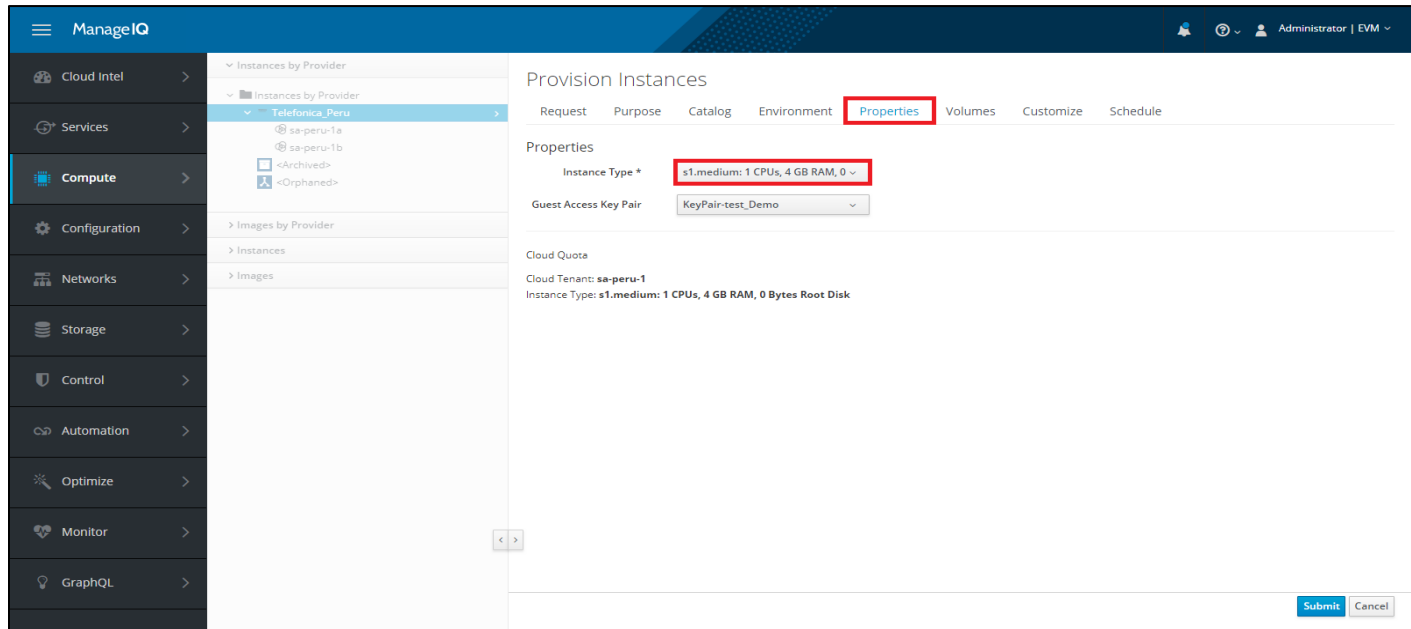 ManageIQ
Administrator | EVM
Cloud Intel
Services
Compute
Configuration
Networks
Storage
Control
Automation
Optimize
Monitor
GraphQL
Instances by Provider
Instances by Provider
Telefonica_Peru
sa-peru-1a
sa-peru-1b
<Archived>
<Orphaned>
Images by Provider
Instances
Images
Provision Instances
Request Purpose Catalog Environment Properties Volumes Customize Schedule
Properties
Instance Type * s1.medium: 1 CPUs, 4 GB RAM, 0
Guest Access Key Pair KeyPair-test_Demo
Cloud Quota
Cloud Tenant: sa-peru-1
Instance Type: s1.medium: 1 CPUs, 4 GB RAM, 0 Bytes Root Disk
Submit Cancel